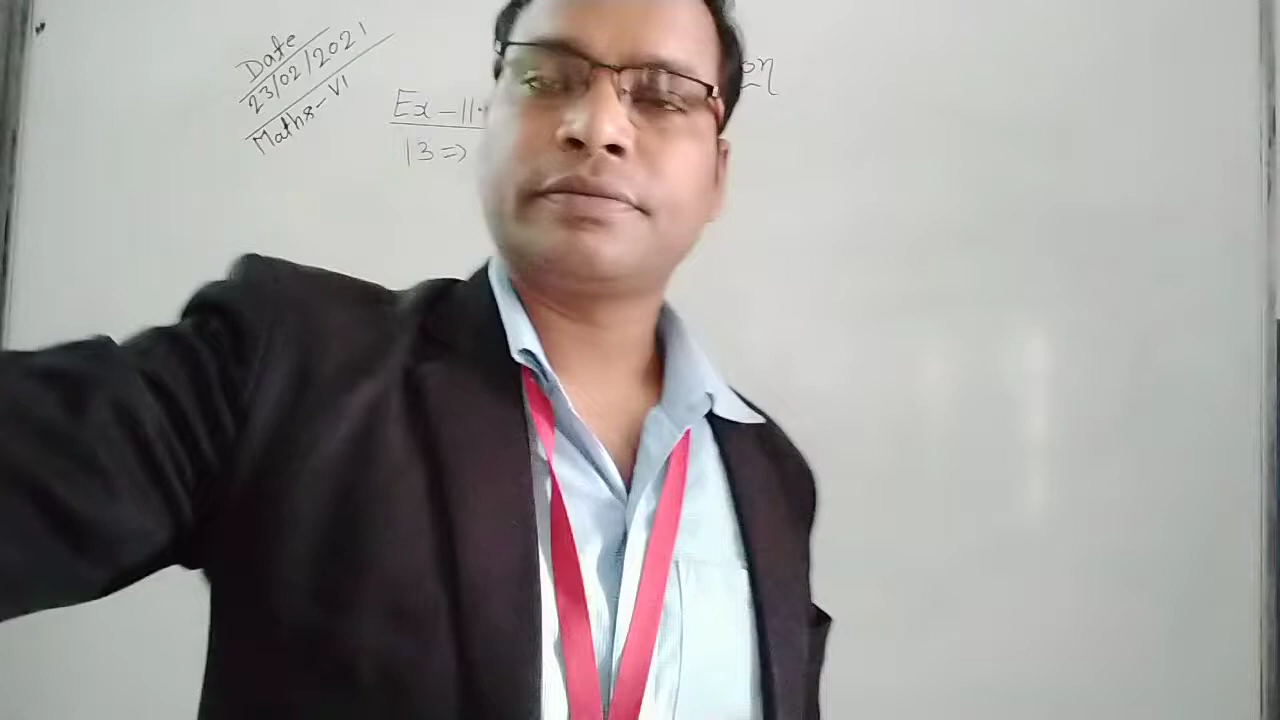 Date
23/02/2021
Maths-VI
Ex-11.
13⇒